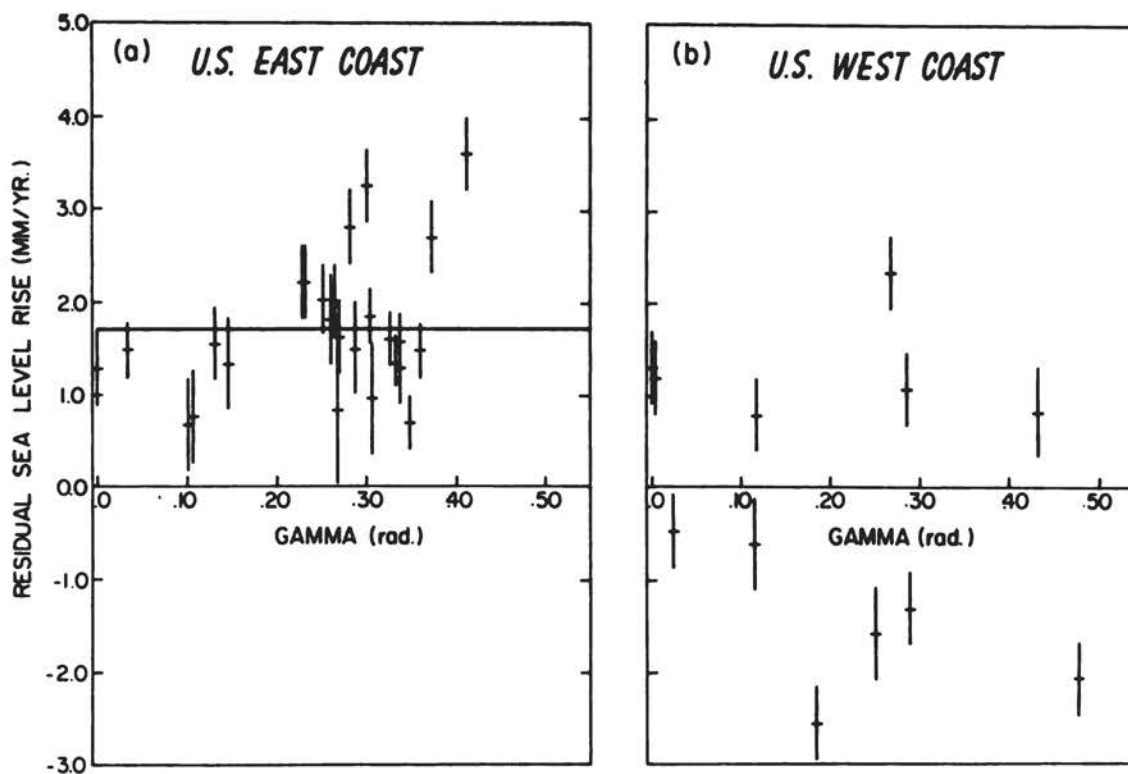 (a) U.S. EAST COAST
5.0
4.0
3.0
2.0
1.0
0.0
-1.0
-2.0
-3.0
RESIDUAL SEA LEVEL RISE (MM/YR.)
.0 .10 .20 .30 .40 .50
GAMMA (rad.)
(b) U.S. WEST COAST
.0 .10 .20 .30 .40 .50
GAMMA (rad.)